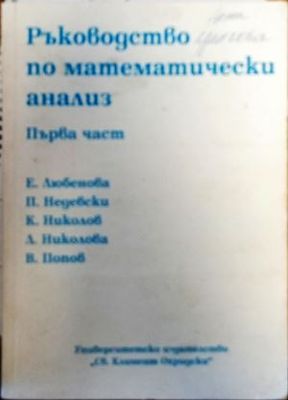 Ръководство
по математически
анализ
Първа част
Е. Любенова
П. Недевски
К. Николов
Л. Николова
В. Попов
Университетско издателство
„Св. Климент Охридски“